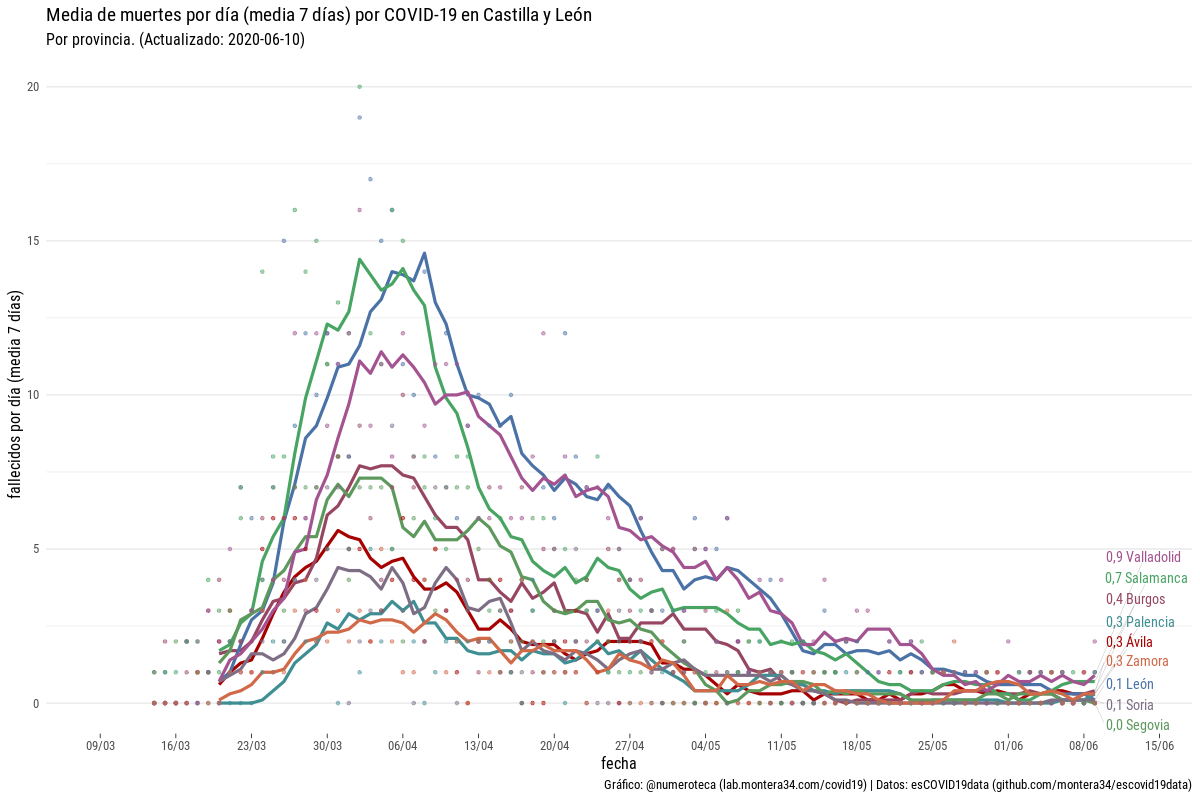 Media de muertes por día (media 7 días) por COVID-19 en Castilla y León
Por provincia. (Actualizado: 2020-06-10)
fallecidos por día (media 7 días)
20
15
10
5
0
0,9 Valladolid
0,7 Salamanca
0,4 Burgos
0,3 Palencia
0,3 Ávila
0,3 Zamora
0,1 León
0,1 Soria
0,0 Segovia
09/03 16/03 23/03 30/03 06/04 13/04 20/04 27/04 04/05 11/05 18/05 25/05 01/06 08/06 15/06
fecha
Gráfico: @numeroteca (lab.montera34.com/covid19) | Datos: esCOVID19data (github.com/montera34/escovid19data)